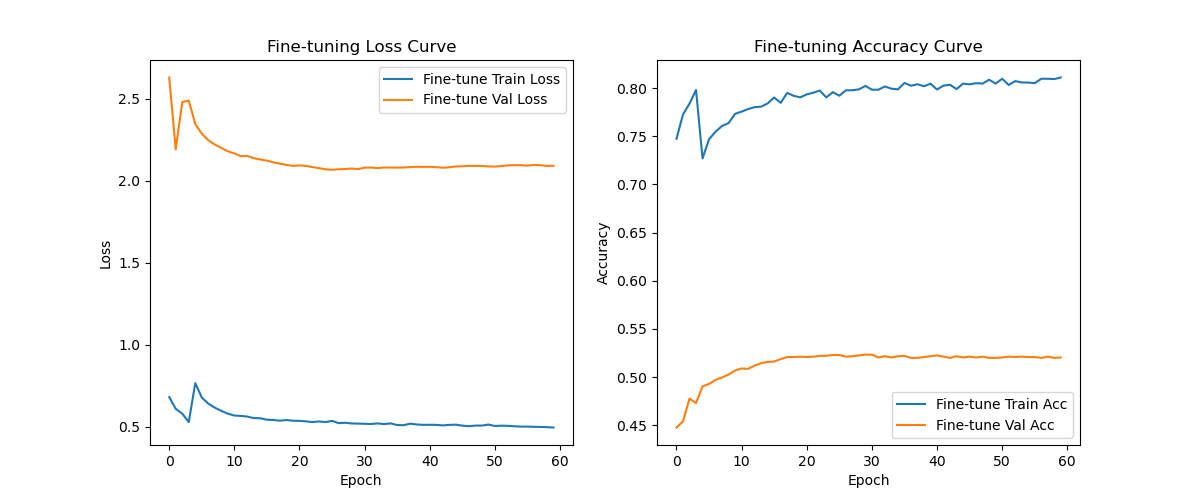 Fine-tuning Loss Curve
Fine-tune Train Loss
Fine-tune Val Loss
2.5
2.0
1.5
1.0
0.5
Loss
0 10 20 30 40 50 60
Epoch
Fine-tuning Accuracy Curve
0.80
0.75
0.70
0.65
0.60
0.55
0.50
0.45
Accuracy
Fine-tune Train Acc
Fine-tune Val Acc
0 10 20 30 40 50 60
Epoch